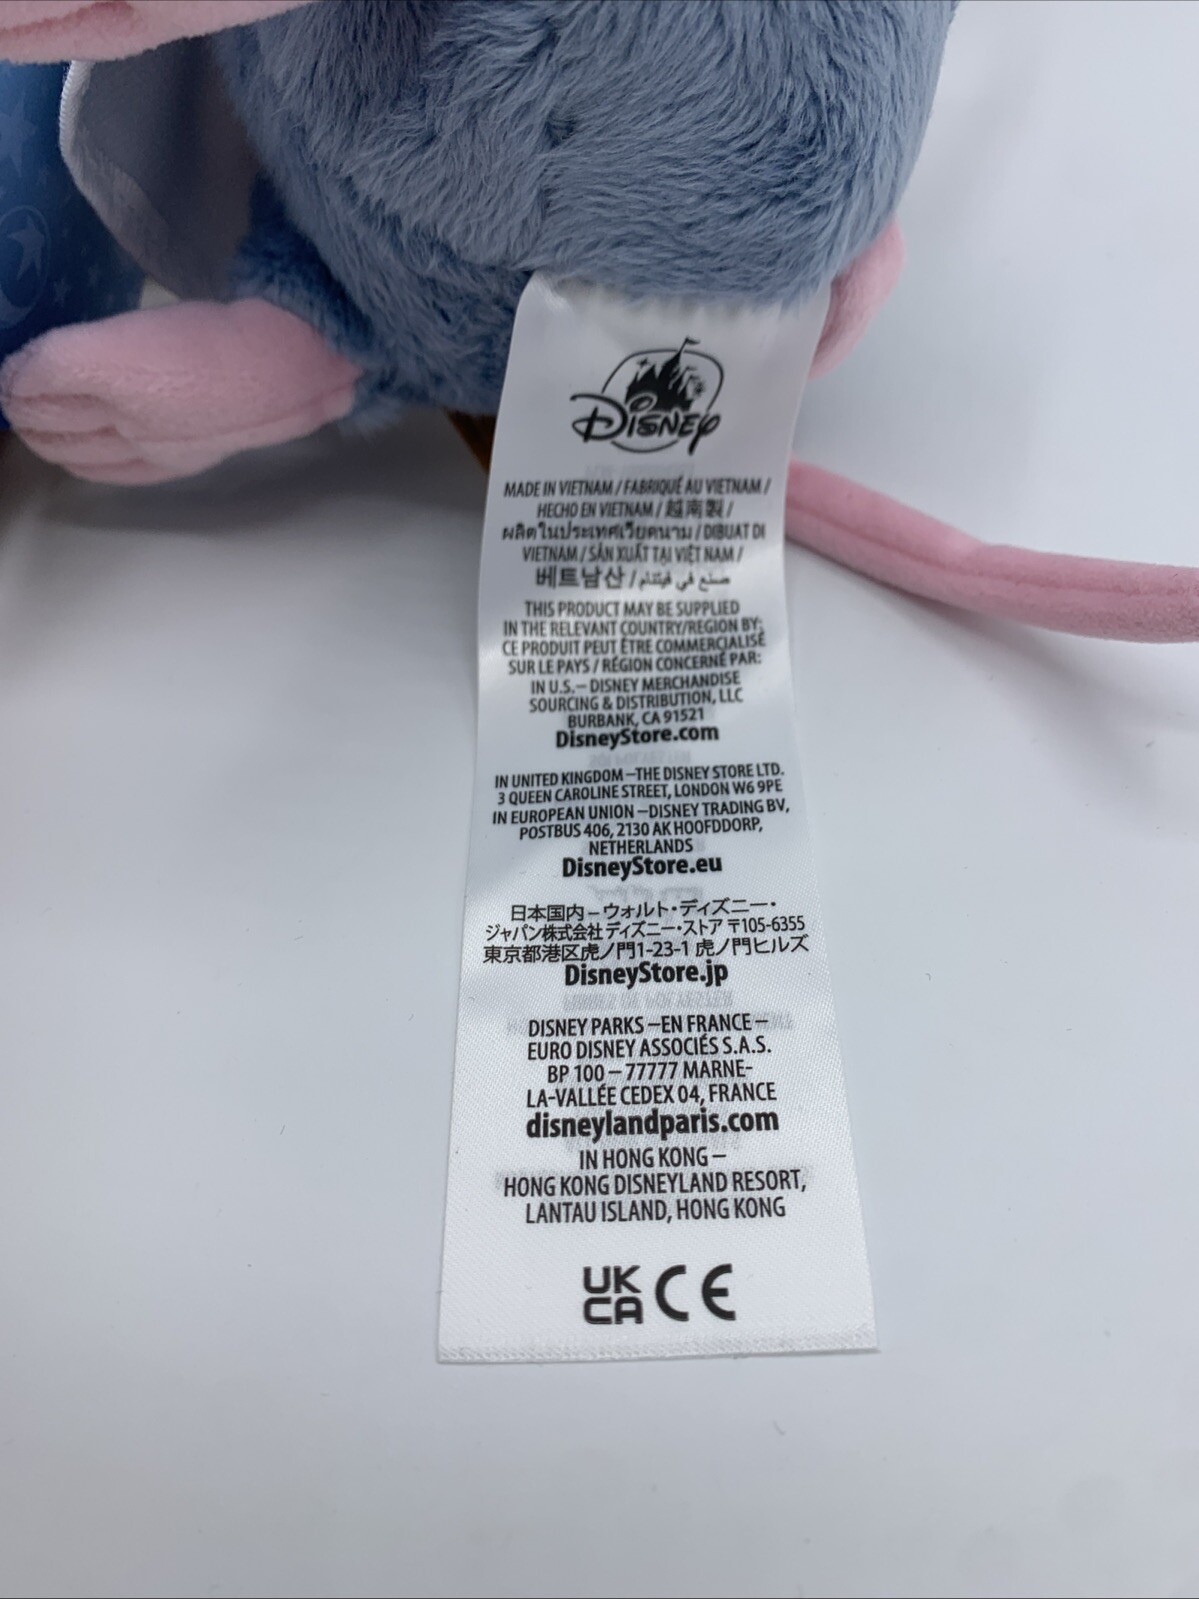 Disney
MADE IN VIETNAM / FABRIQUÉ AU VIETNAM /
HECHO EN VIETNAM / 越南製 /
ผลิตในประเทศเวียดนาม / DIBUAT DI
VIETNAM / SẢN XUẤT TẠI VIỆT NAM /
베트남산 / صنع في فيتنام
THIS PRODUCT MAY BE SUPPLIED
IN THE RELEVANT COUNTRY/REGION BY:
CE PRODUIT PEUT ÊTRE COMMERCIALISÉ
SUR LE PAYS / RÉGION CONCERNÉ PAR:
IN U.S.– DISNEY MERCHANDISE
SOURCING & DISTRIBUTION, LLC
BURBANK, CA 91521
DisneyStore.com
IN UNITED KINGDOM –THE DISNEY STORE LTD.
3 QUEEN CAROLINE STREET, LONDON W6 9PE
IN EUROPEAN UNION –DISNEY TRADING BV,
POSTBUS 406, 2130 AK HOOFDDORP,
NETHERLANDS
DisneyStore.eu
日本国内 – ウォルト・ディズニー・
ジャパン株式会社 ディズニー・ストア 〒105-6355
東京都港区虎ノ門1-23-1 虎ノ門ヒルズ
DisneyStore.jp
DISNEY PARKS –EN FRANCE –
EURO DISNEY ASSOCIÉS S.A.S.
BP 100 – 77777 MARNE-
LA-VALLÉE CEDEX 04, FRANCE
disneylandparis.com
IN HONG KONG –
HONG KONG DISNEYLAND RESORT,
LANTAU ISLAND, HONG KONG
UK
CA CE